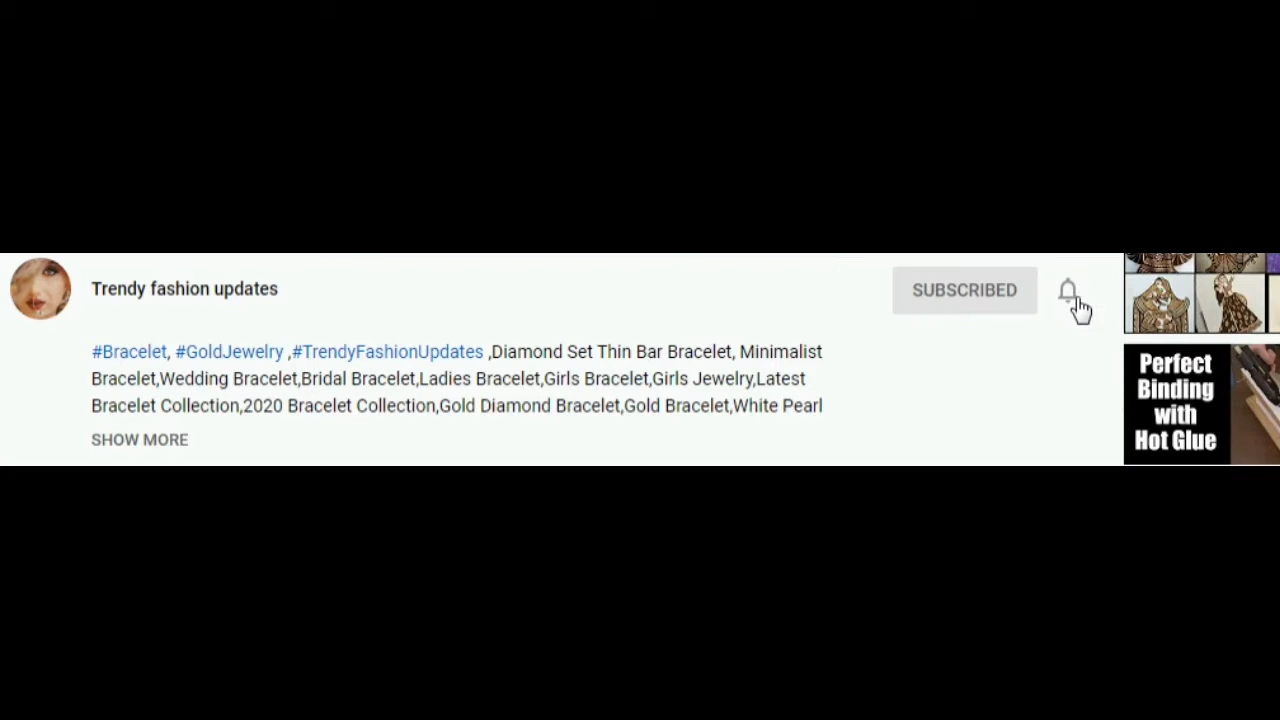 Trendy fashion updates
SUBSCRIBED
#Bracelet, #GoldJewelry ,#TrendyFashionUpdates ,Diamond Set Thin Bar Bracelet, Minimalist
Bracelet,Wedding Bracelet,Bridal Bracelet,Ladies Bracelet,Girls Bracelet,Girls Jewelry,Latest
Bracelet Collection,2020 Bracelet Collection,Gold Diamond Bracelet,Gold Bracelet,White Pearl
SHOW MORE
Perfect
Binding
with
Hot Glue